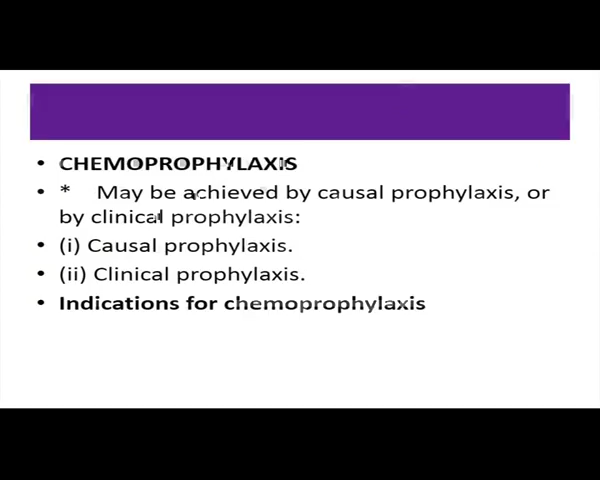 • CHEMOPROPHYLAXIS
• * May be achieved by causal prophylaxis, or
by clinical prophylaxis:
• (i) Causal prophylaxis.
• (ii) Clinical prophylaxis.
• Indications for chemoprophylaxis